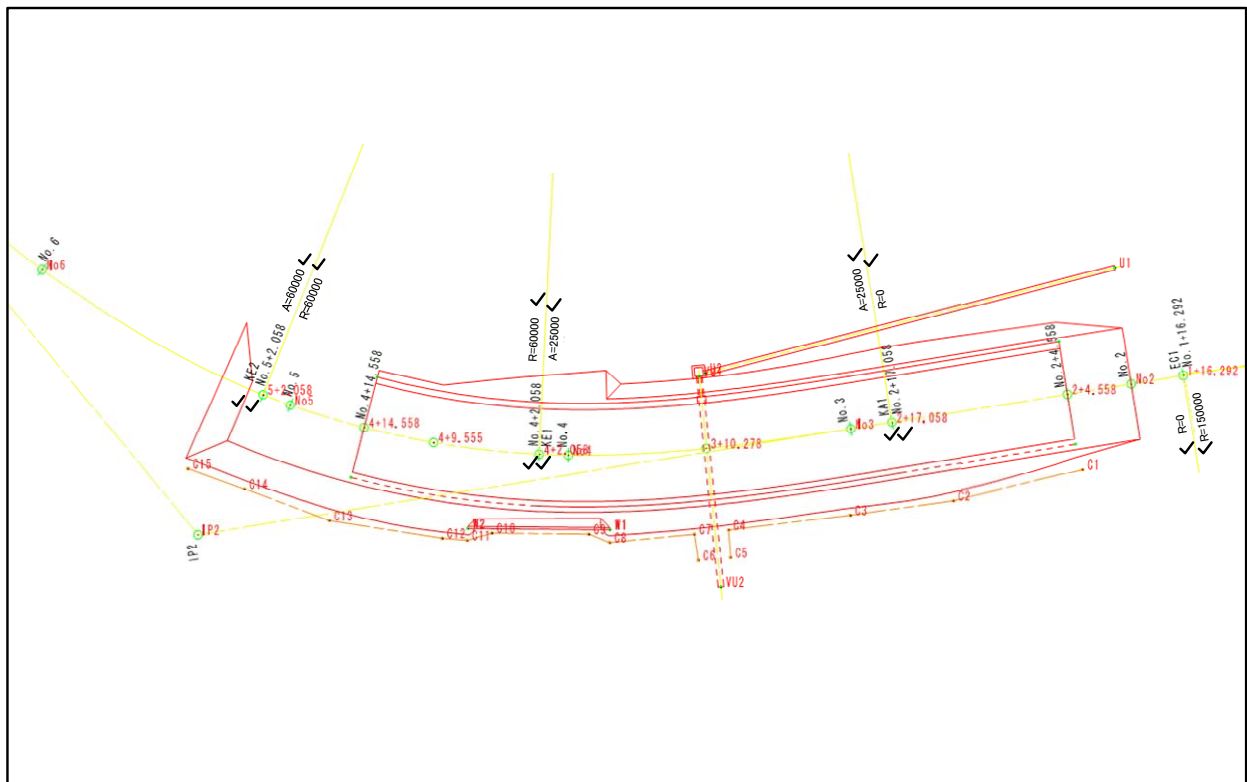 No.6
No6
A=60000
R=60000
KE2
No.5+2.058
5+2.058
No.5
No5
No.4+14.558
4+14.558
4+9.555
R=60000
A=25000
No.4+2.058
KE1
4+2.058
No.4
No4
3+10.278
A=25000
R=0
No.3
No3
KA1
No.2+17.058
2+17.058
U1
U2
No.2+4.558
2+4.558
No.2
No2
EC1
No.1+16.292
1+16.292
R=0
R=150000
IP2
IP2
C15
C14
C13
C12
C11
W2
C10
C9
W1
C8
C7
C6
C4
C5
VU2
C3
C2
C1